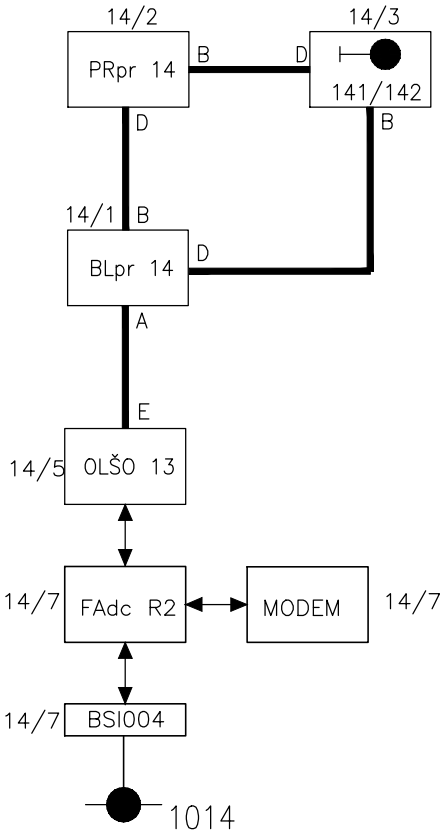 14/2
14/3
PRpr 14
B
D
141/142
D
B
14/1
B
BLpr 14
D
A
E
14/5
OLŠO 13
14/7
FAdc R2
MODEM
14/7
14/7
BSI004
1014